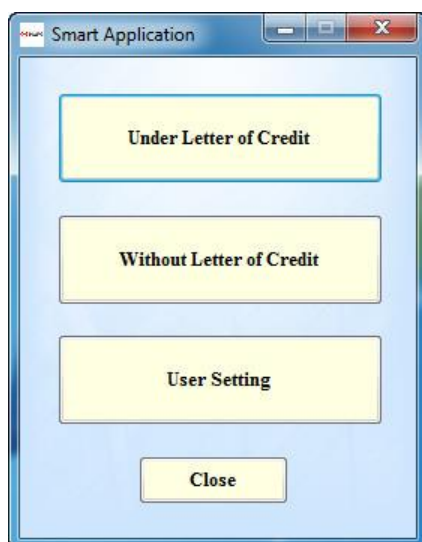 Smart Application
Under Letter of Credit
Without Letter of Credit
User Setting
Close